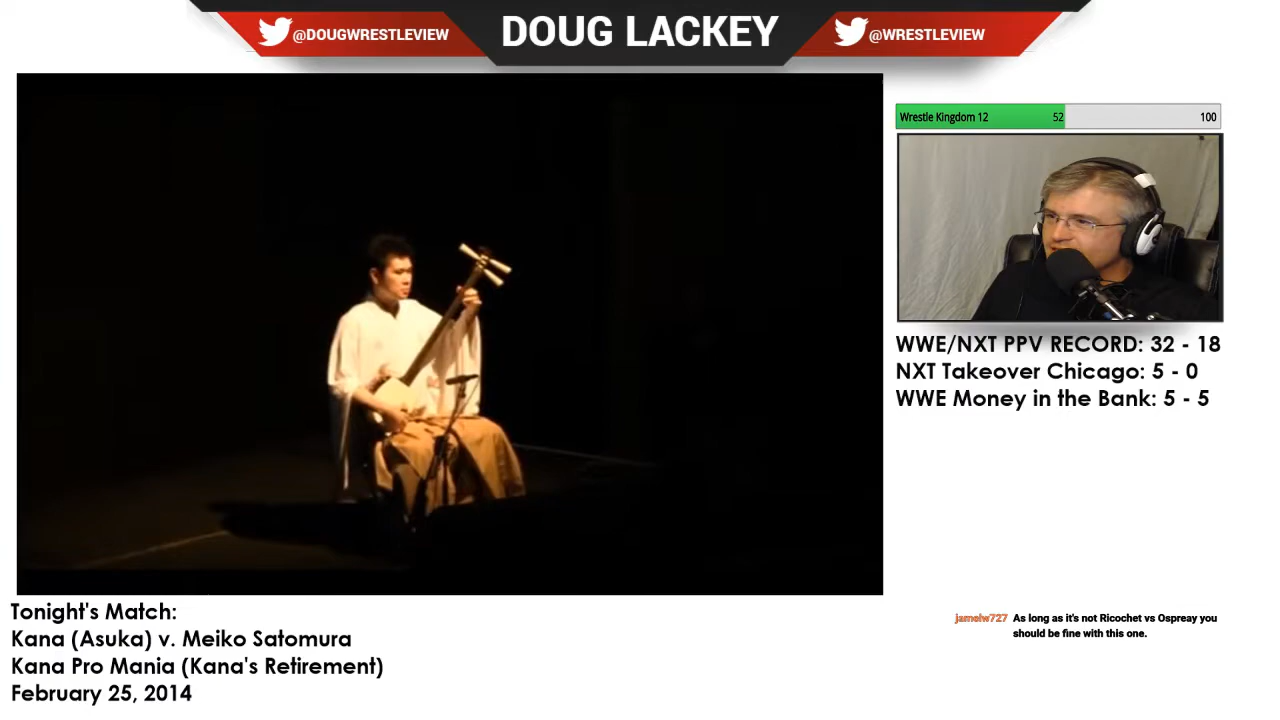 @DOUGWRESTLEVIEW
DOUG LACKEY
@WRESTLEVIEW
Wrestle Kingdom 12 52 100
WWE/NXT PPV RECORD: 32 - 18
NXT Takeover Chicago: 5 - 0
WWE Money in the Bank: 5 - 5
Tonight's Match:
Kana (Asuka) v. Meiko Satomura
Kana Pro Mania (Kana's Retirement)
February 25, 2014
jamelw727 As long as it's not Ricochet vs Ospreay you
should be fine with this one.